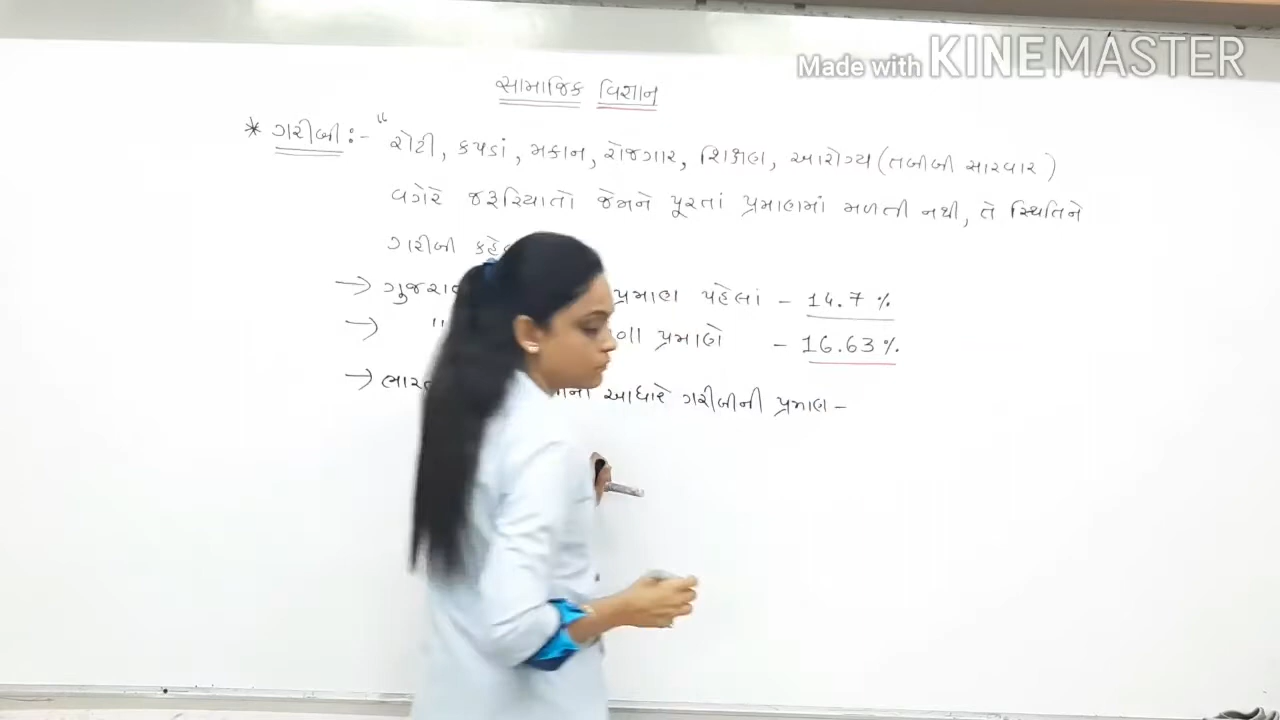 Made with KINEMASTER
સામાજિક વિજ્ઞાન
* ગરીબી :- " રોટી, કપડાં, મકાન, રોજગાર, શિક્ષણ, આરોગ્ય (તબીબી સારવાર)
વગેરે જરૂરિયાતો જેમને પૂરતાં પ્રમાણમાં મળતી નથી, તે સ્થિતિને
ગરીબી
→ પ્રમાણ પહેલાં - 14.7 %
→ " પ્રમાણે - 16.63 %.
→ આધારે ગરીબીની પ્રમાણ -